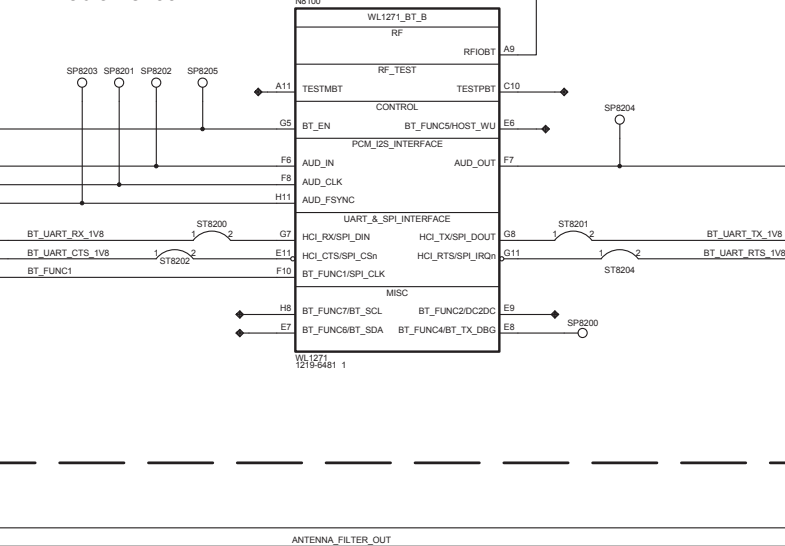 N8100
WL1271_BT_B
RF
RFIOBT A9
RF_TEST
A11 TESTMBT TESTPBT C10
CONTROL
G5 BT_EN BT_FUNC5/HOST_WU E6
PCM_I2S_INTERFACE
F6 AUD_IN AUD_OUT F7
F8 AUD_CLK
H11 AUD_FSYNC
UART_&_SPI_INTERFACE
G7 HCI_RX/SPI_DIN HCI_TX/SPI_DOUT G8
E11 HCI_CTS/SPI_CSn HCI_RTS/SPI_IRQn G11
F10 BT_FUNC1/SPI_CLK
MISC
H8 BT_FUNC7/BT_SCL BT_FUNC2/DC2DC E9
E7 BT_FUNC6/BT_SDA BT_FUNC4/BT_TX_DBG E8
WL1271
1219-6481 1
SP8203 SP8201 SP8202 SP8205
SP8204
ST8200
BT_UART_RX_1V8 1 2
BT_UART_CTS_1V8 1 2
ST8202
BT_FUNC1
ST8201
1 2 BT_UART_TX_1V8
1 2 BT_UART_RTS_1V8
ST8204
SP8200
ANTENNA_FILTER_OUT